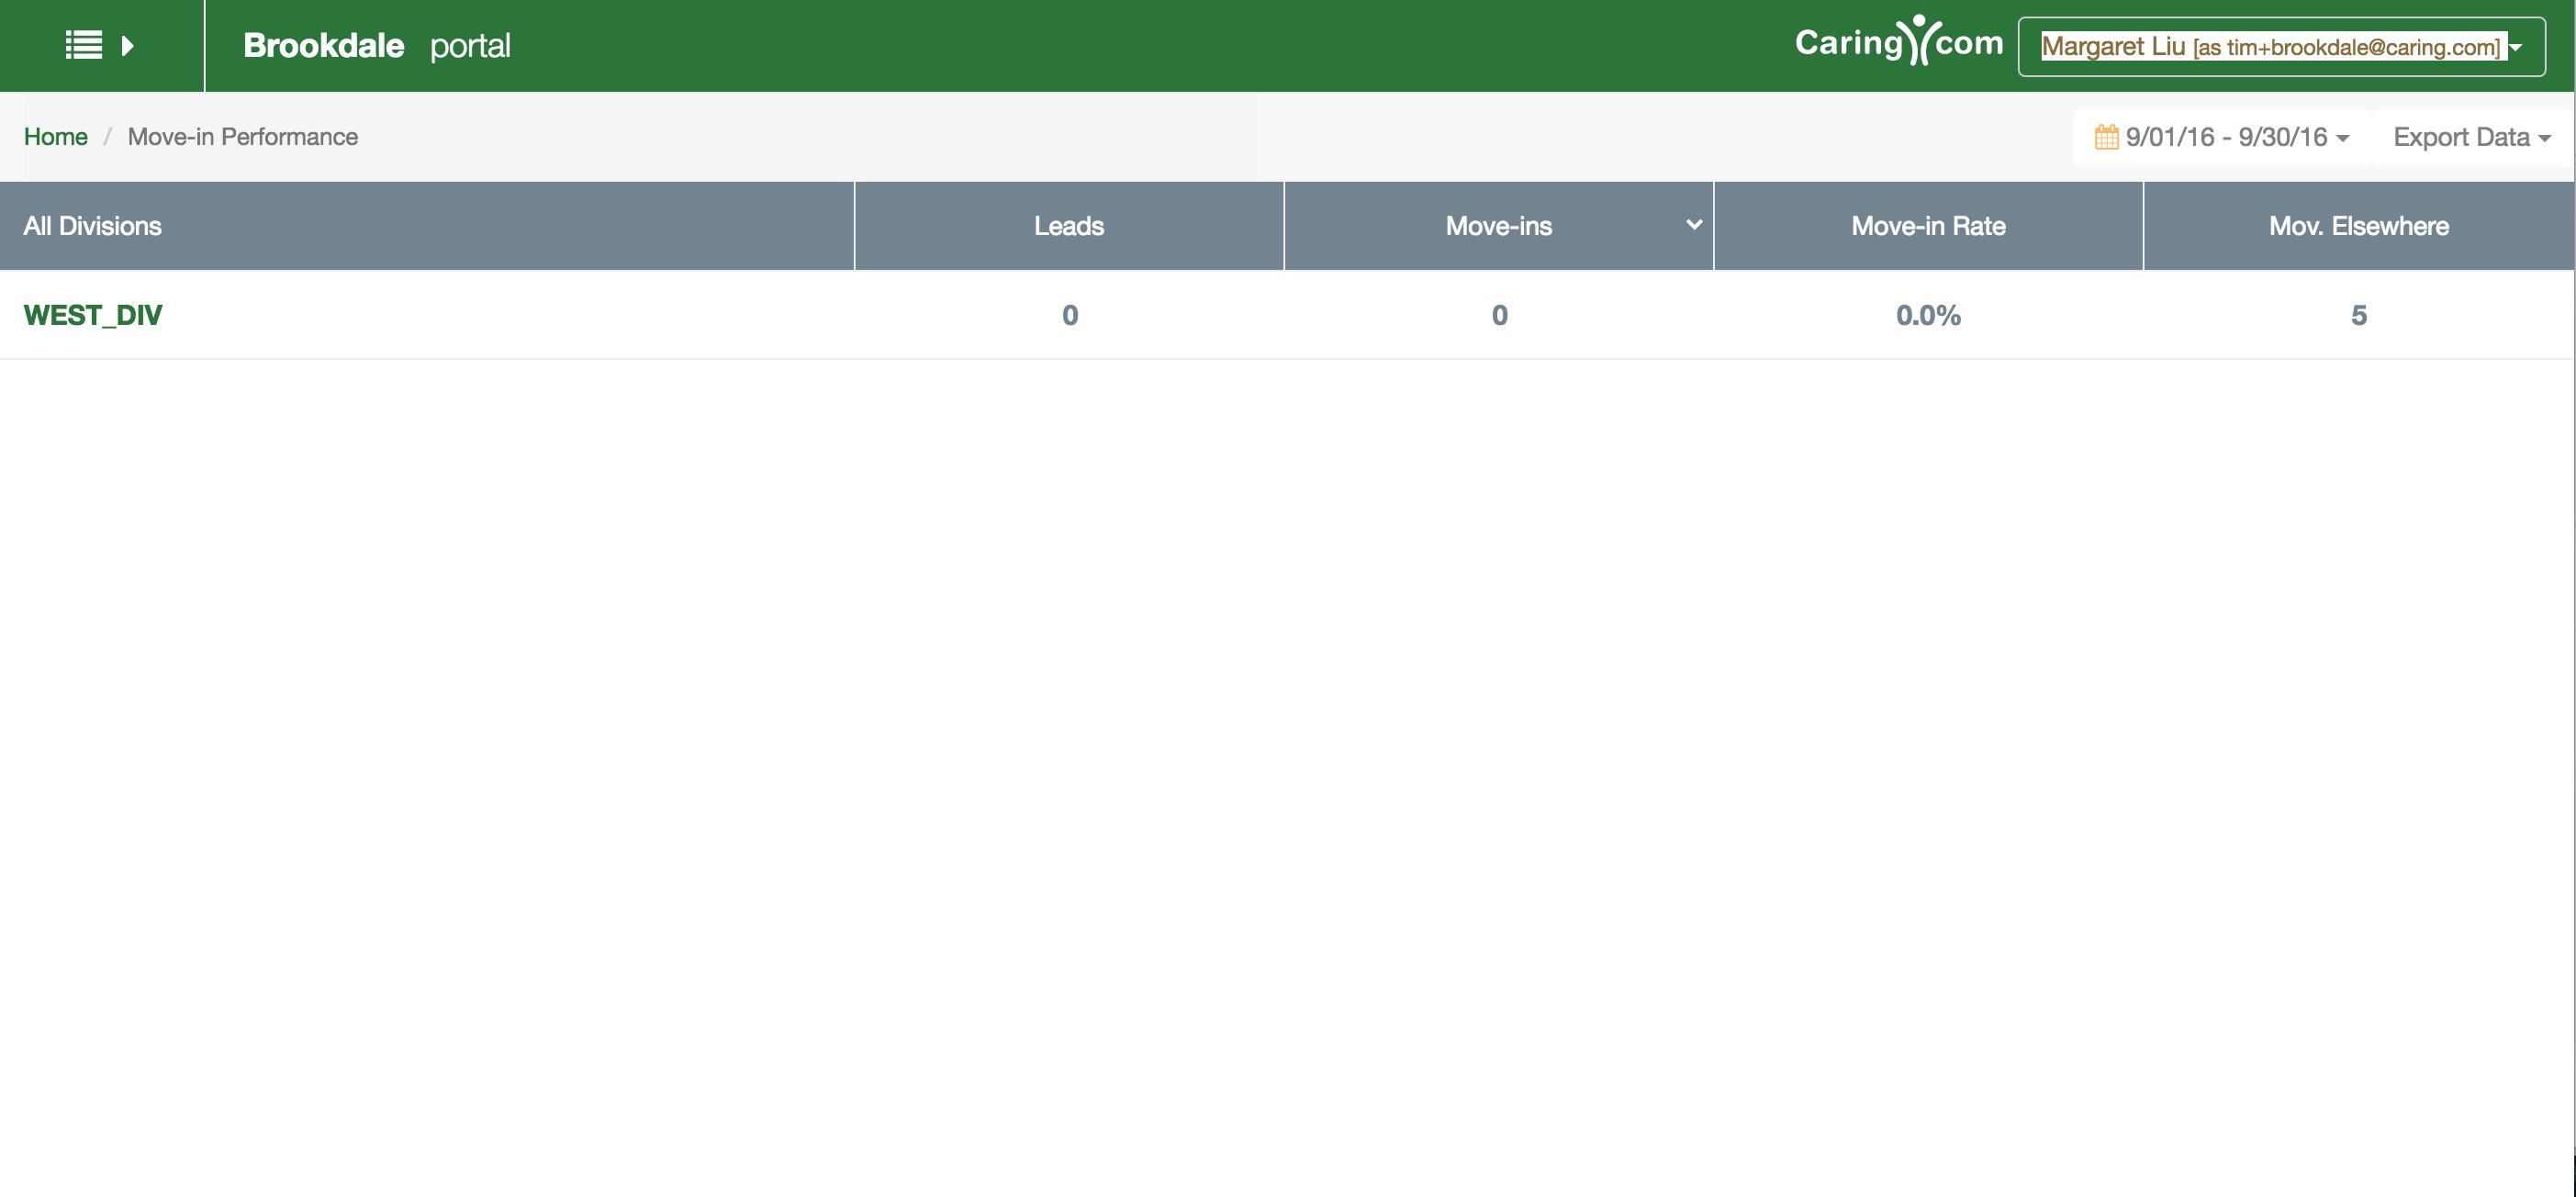 Brookdale portal
Caring.com
Margaret Liu [as tim+brookdale@caring.com]
Home / Move-in Performance
9/01/16 - 9/30/16
Export Data
All Divisions Leads Move-ins Move-in Rate Mov. Elsewhere
WEST_DIV 0 0 0.0% 5